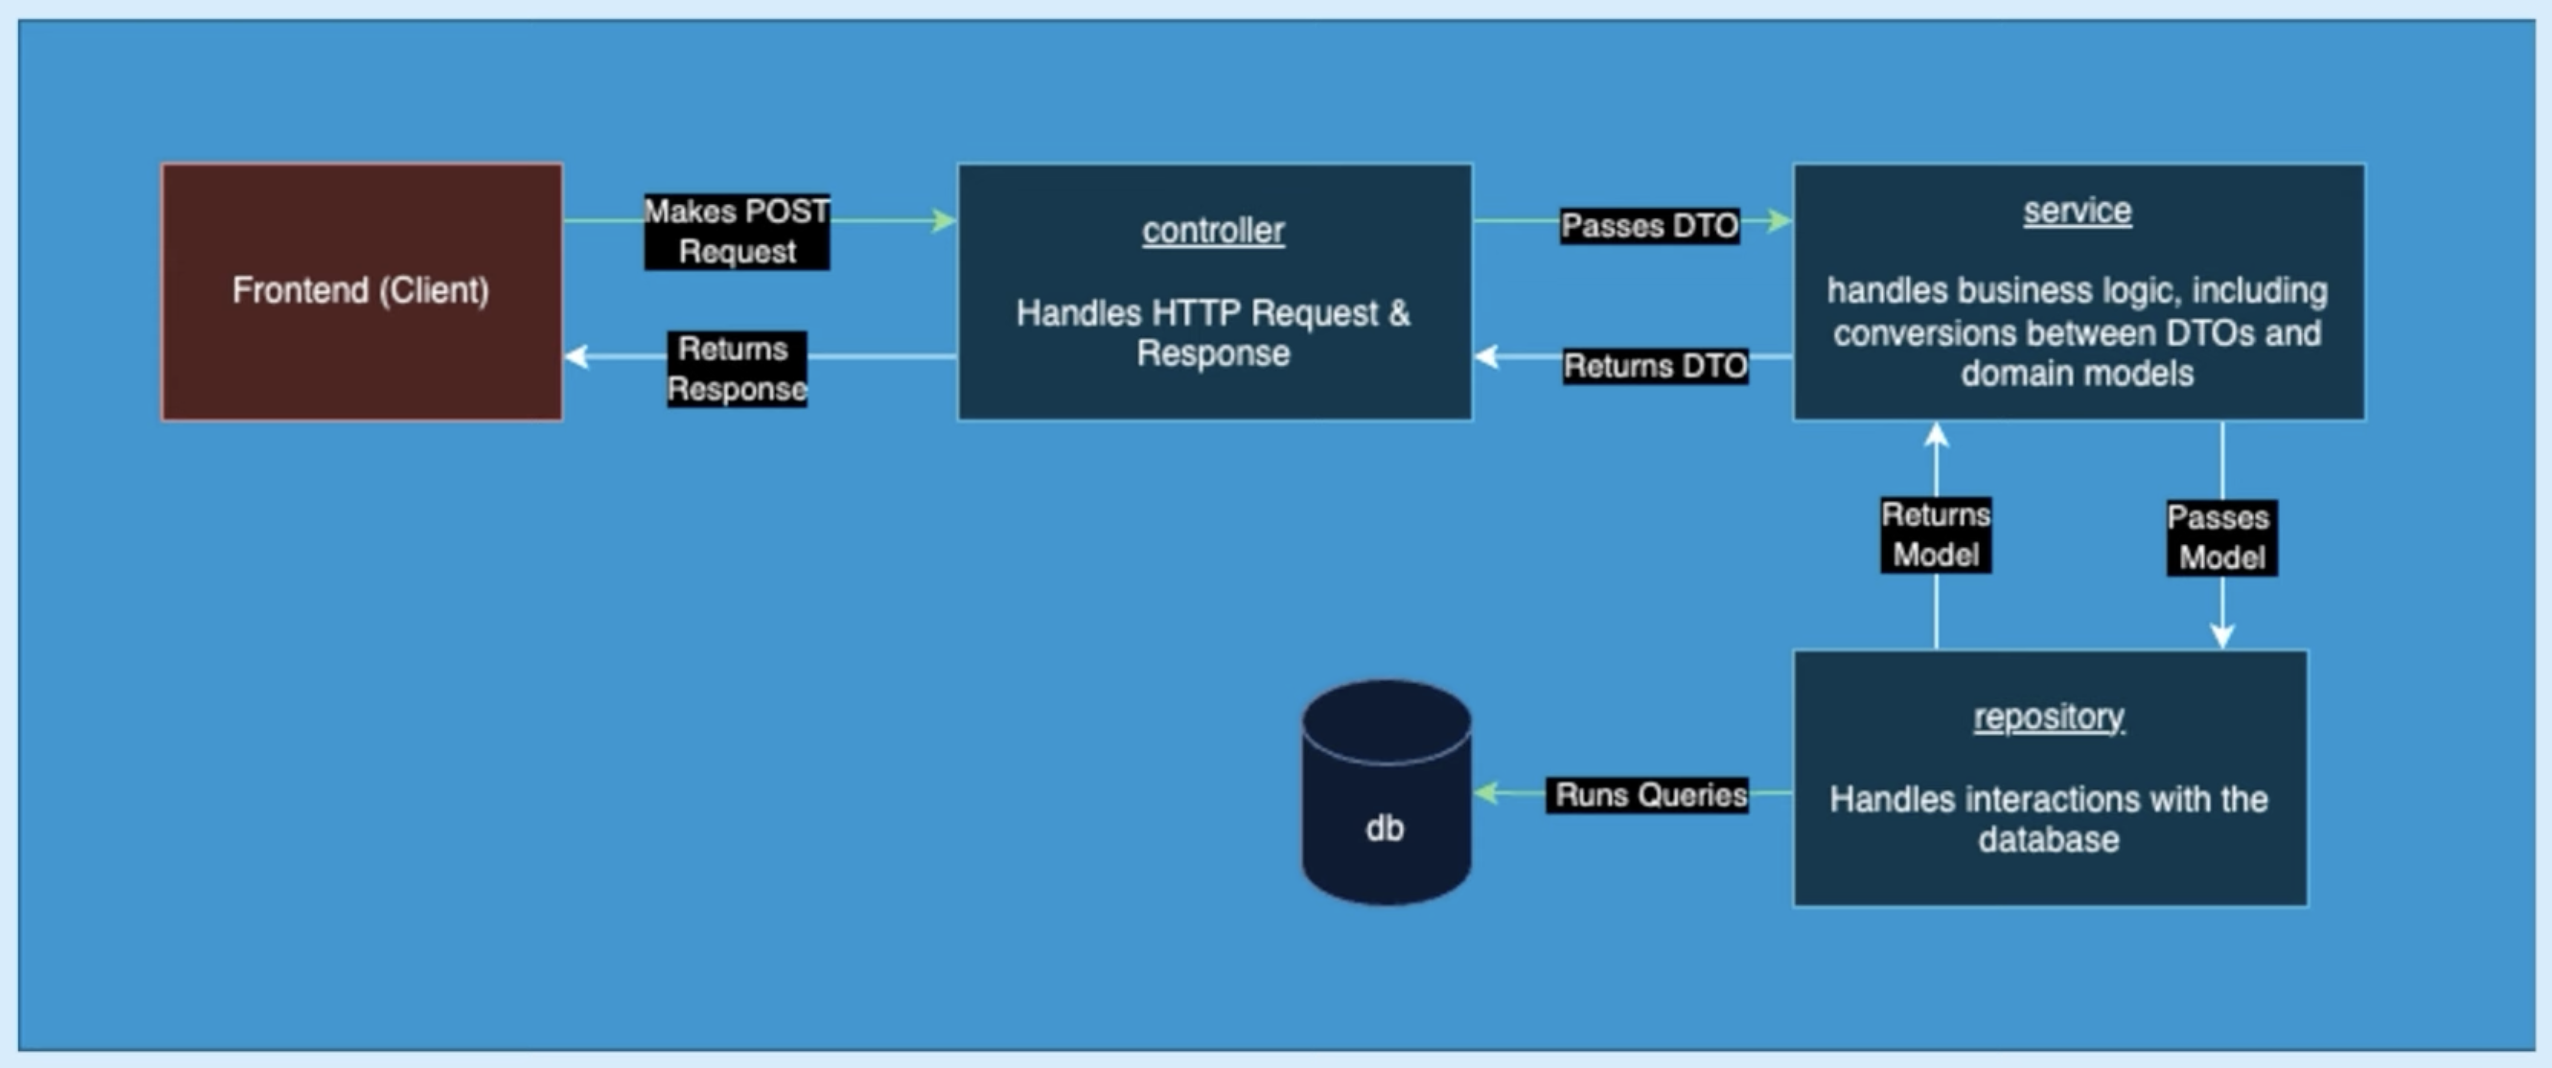 Frontend (Client)
Makes POST
Request
Returns
Response
controller
Handles HTTP Request &
Response
Passes DTO
Returns DTO
service
handles business logic, including
conversions between DTOs and
domain models
Returns
Model
Passes
Model
repository
Handles interactions with the
database
Runs Queries
db